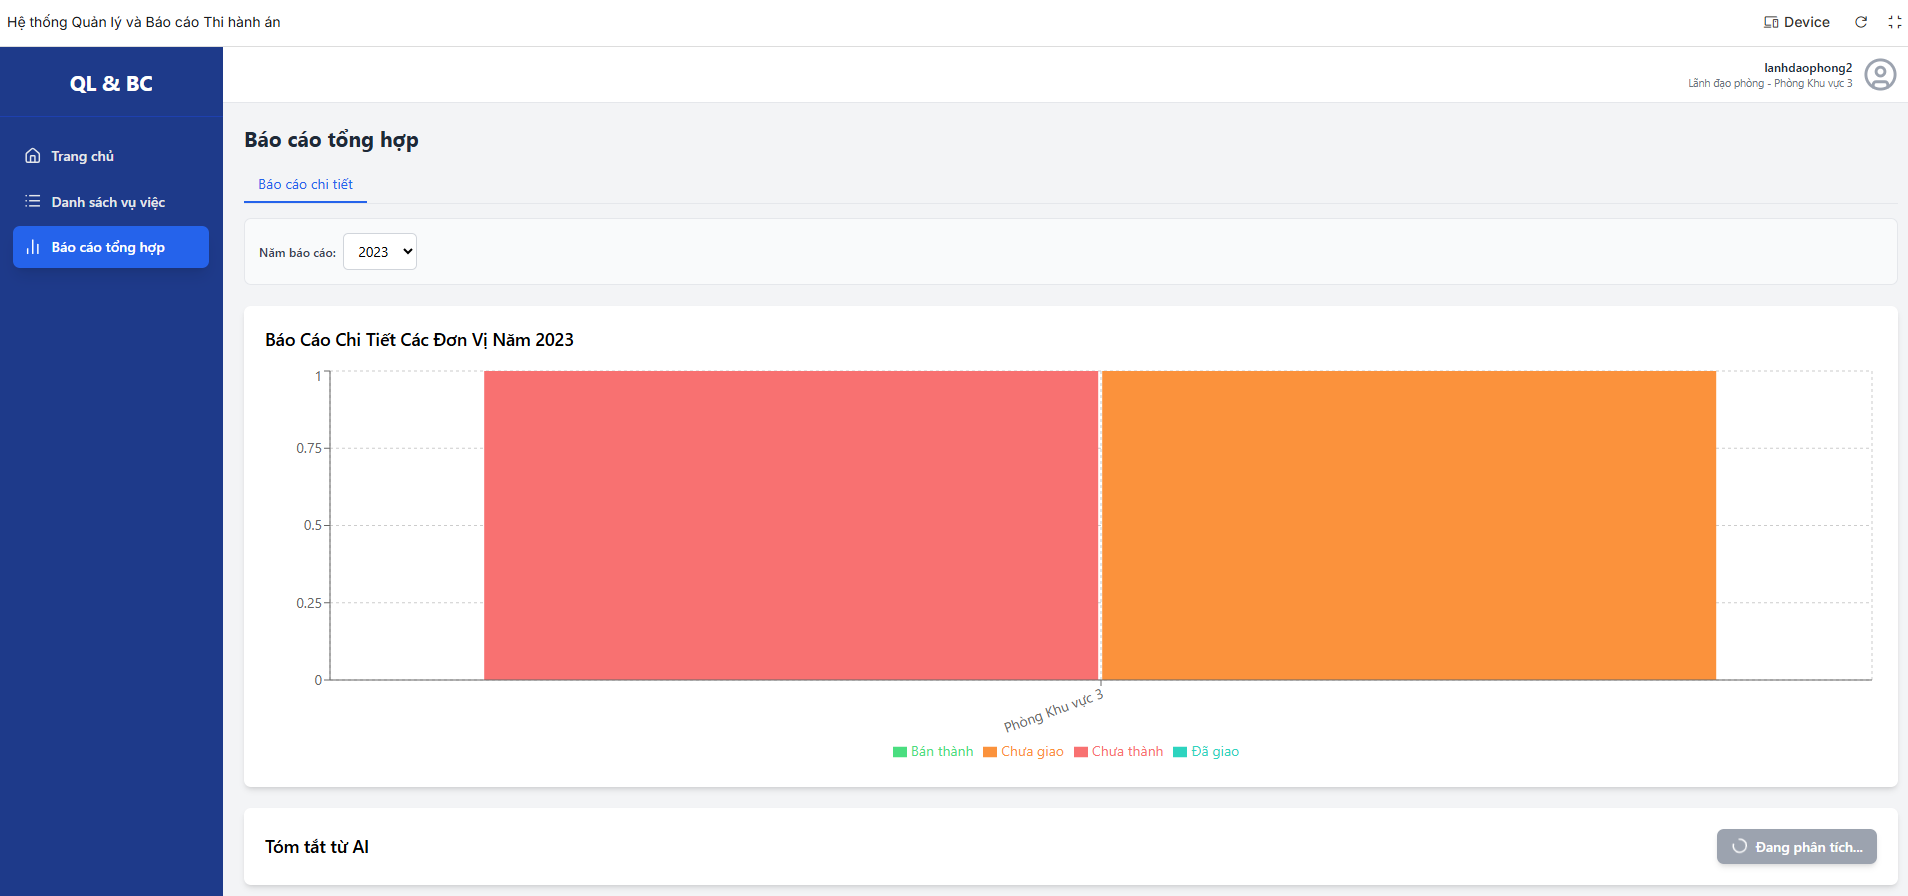 Hệ thống Quản lý và Báo cáo Thi hành án
Device
QL & BC
lanhdaophong2
Lãnh đạo phòng - Phòng Khu vực 3
Trang chủ
Danh sách vụ việc
Báo cáo tổng hợp
Báo cáo tổng hợp
Báo cáo chi tiết
Năm báo cáo:
2023
Báo Cáo Chi Tiết Các Đơn Vị Năm 2023
1
0.75
0.5
0.25
0
Phòng Khu vực 3
Bán thành
Chưa giao
Chưa thành
Đã giao
Tóm tắt từ AI
Đang phân tích...